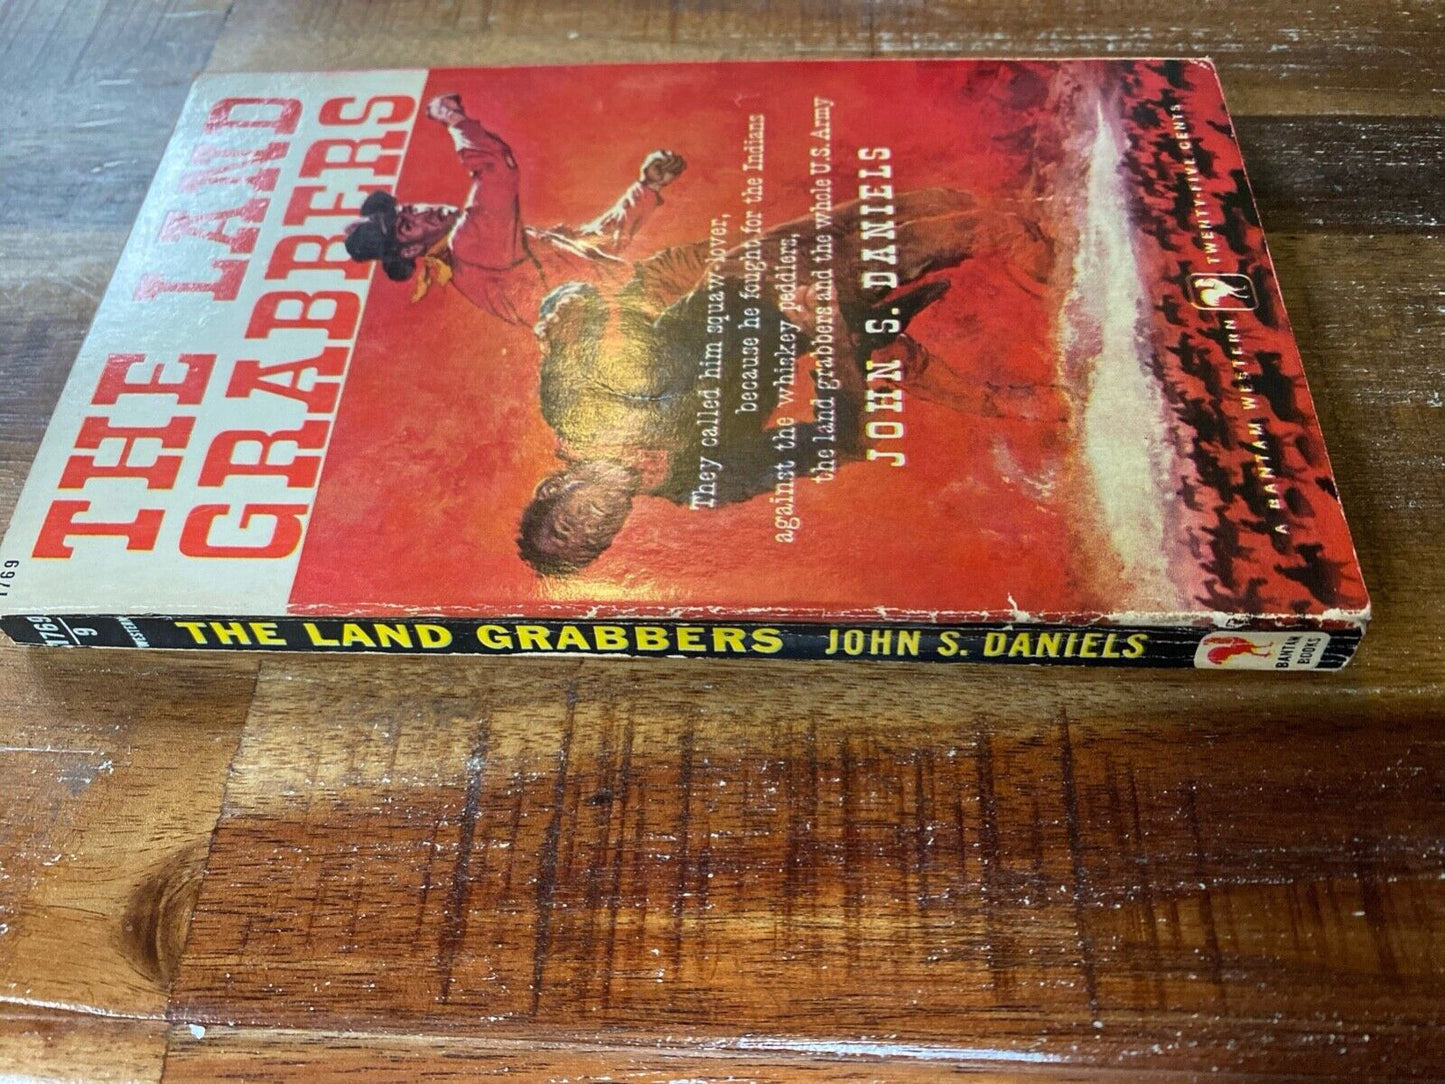 1769
THE LAND
GRABBERS
They called him squaw-lover,
because he fought for the Indians
against the whiskey peddlers,
the land grabbers and the whole U.S. Army
JOHN S. DANIELS
A BANTAM WESTERN TWENTY-FIVE CENTS
1769
9
WESTERN
THE LAND GRABBERS JOHN S. DANIELS
BANTAM
BOOKS